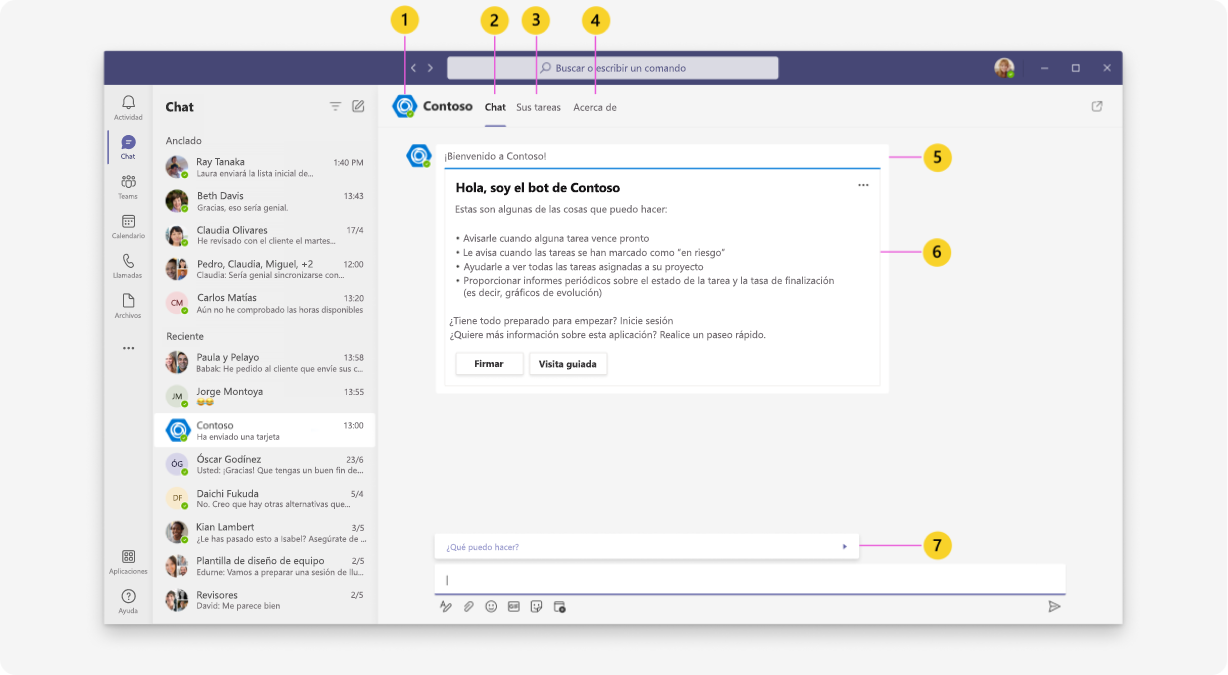 1
2
3
4
Buscar o escribir un comando
Actividad
Chat
Teams
Calendario
Llamadas
Archivos
Aplicaciones
Ayuda
Chat
Anclado
Ray Tanaka 1:40 PM
Laura enviará la lista inicial de...
Beth Davis 13:43
Gracias, eso sería genial.
Claudia Olivares 17/4
He revisado con el cliente el martes...
Pedro, Claudia, Miguel, +2 12:00
Claudia: Sería genial sincronizarse con...
CM
Carlos Matías 13:20
Aún no he comprobado las horas disponibles
Reciente
Paula y Pelayo 13:58
Babak: He pedido al cliente que envíe sus c...
JM
Jorge Montoya 13:55
Contoso 13:00
Ha enviado una tarjeta
ÓG
Óscar Godínez 23/6
Usted: ¡Gracias! Que tengas un buen fin de...
DF
Daichi Fukuda 5/4
No. Creo que hay otras alternativas que...
Kian Lambert 3/5
¿Le has pasado esto a Isabel? Asegúrate de ...
Plantilla de diseño de equipo 2/5
Edurne: Vamos a preparar una sesión de llu...
Revisores 2/5
David: Me parece bien
Contoso Chat Sus tareas Acerca de
¡Bienvenido a Contoso!
5
Hola, soy el bot de Contoso
Estas son algunas de las cosas que puedo hacer:
• Avisarle cuando alguna tarea vence pronto
• Le avisa cuando las tareas se han marcado como “en riesgo”
6
• Ayudarle a ver todas las tareas asignadas a su proyecto
• Proporcionar informes periódicos sobre el estado de la tarea y la tasa de finalización
(es decir, gráficos de evolución)
¿Tiene todo preparado para empezar? Inicie sesión
¿Quiere más información sobre esta aplicación? Realice un paseo rápido.
Firmar Visita guiada
¿Qué puedo hacer?
7
GIF